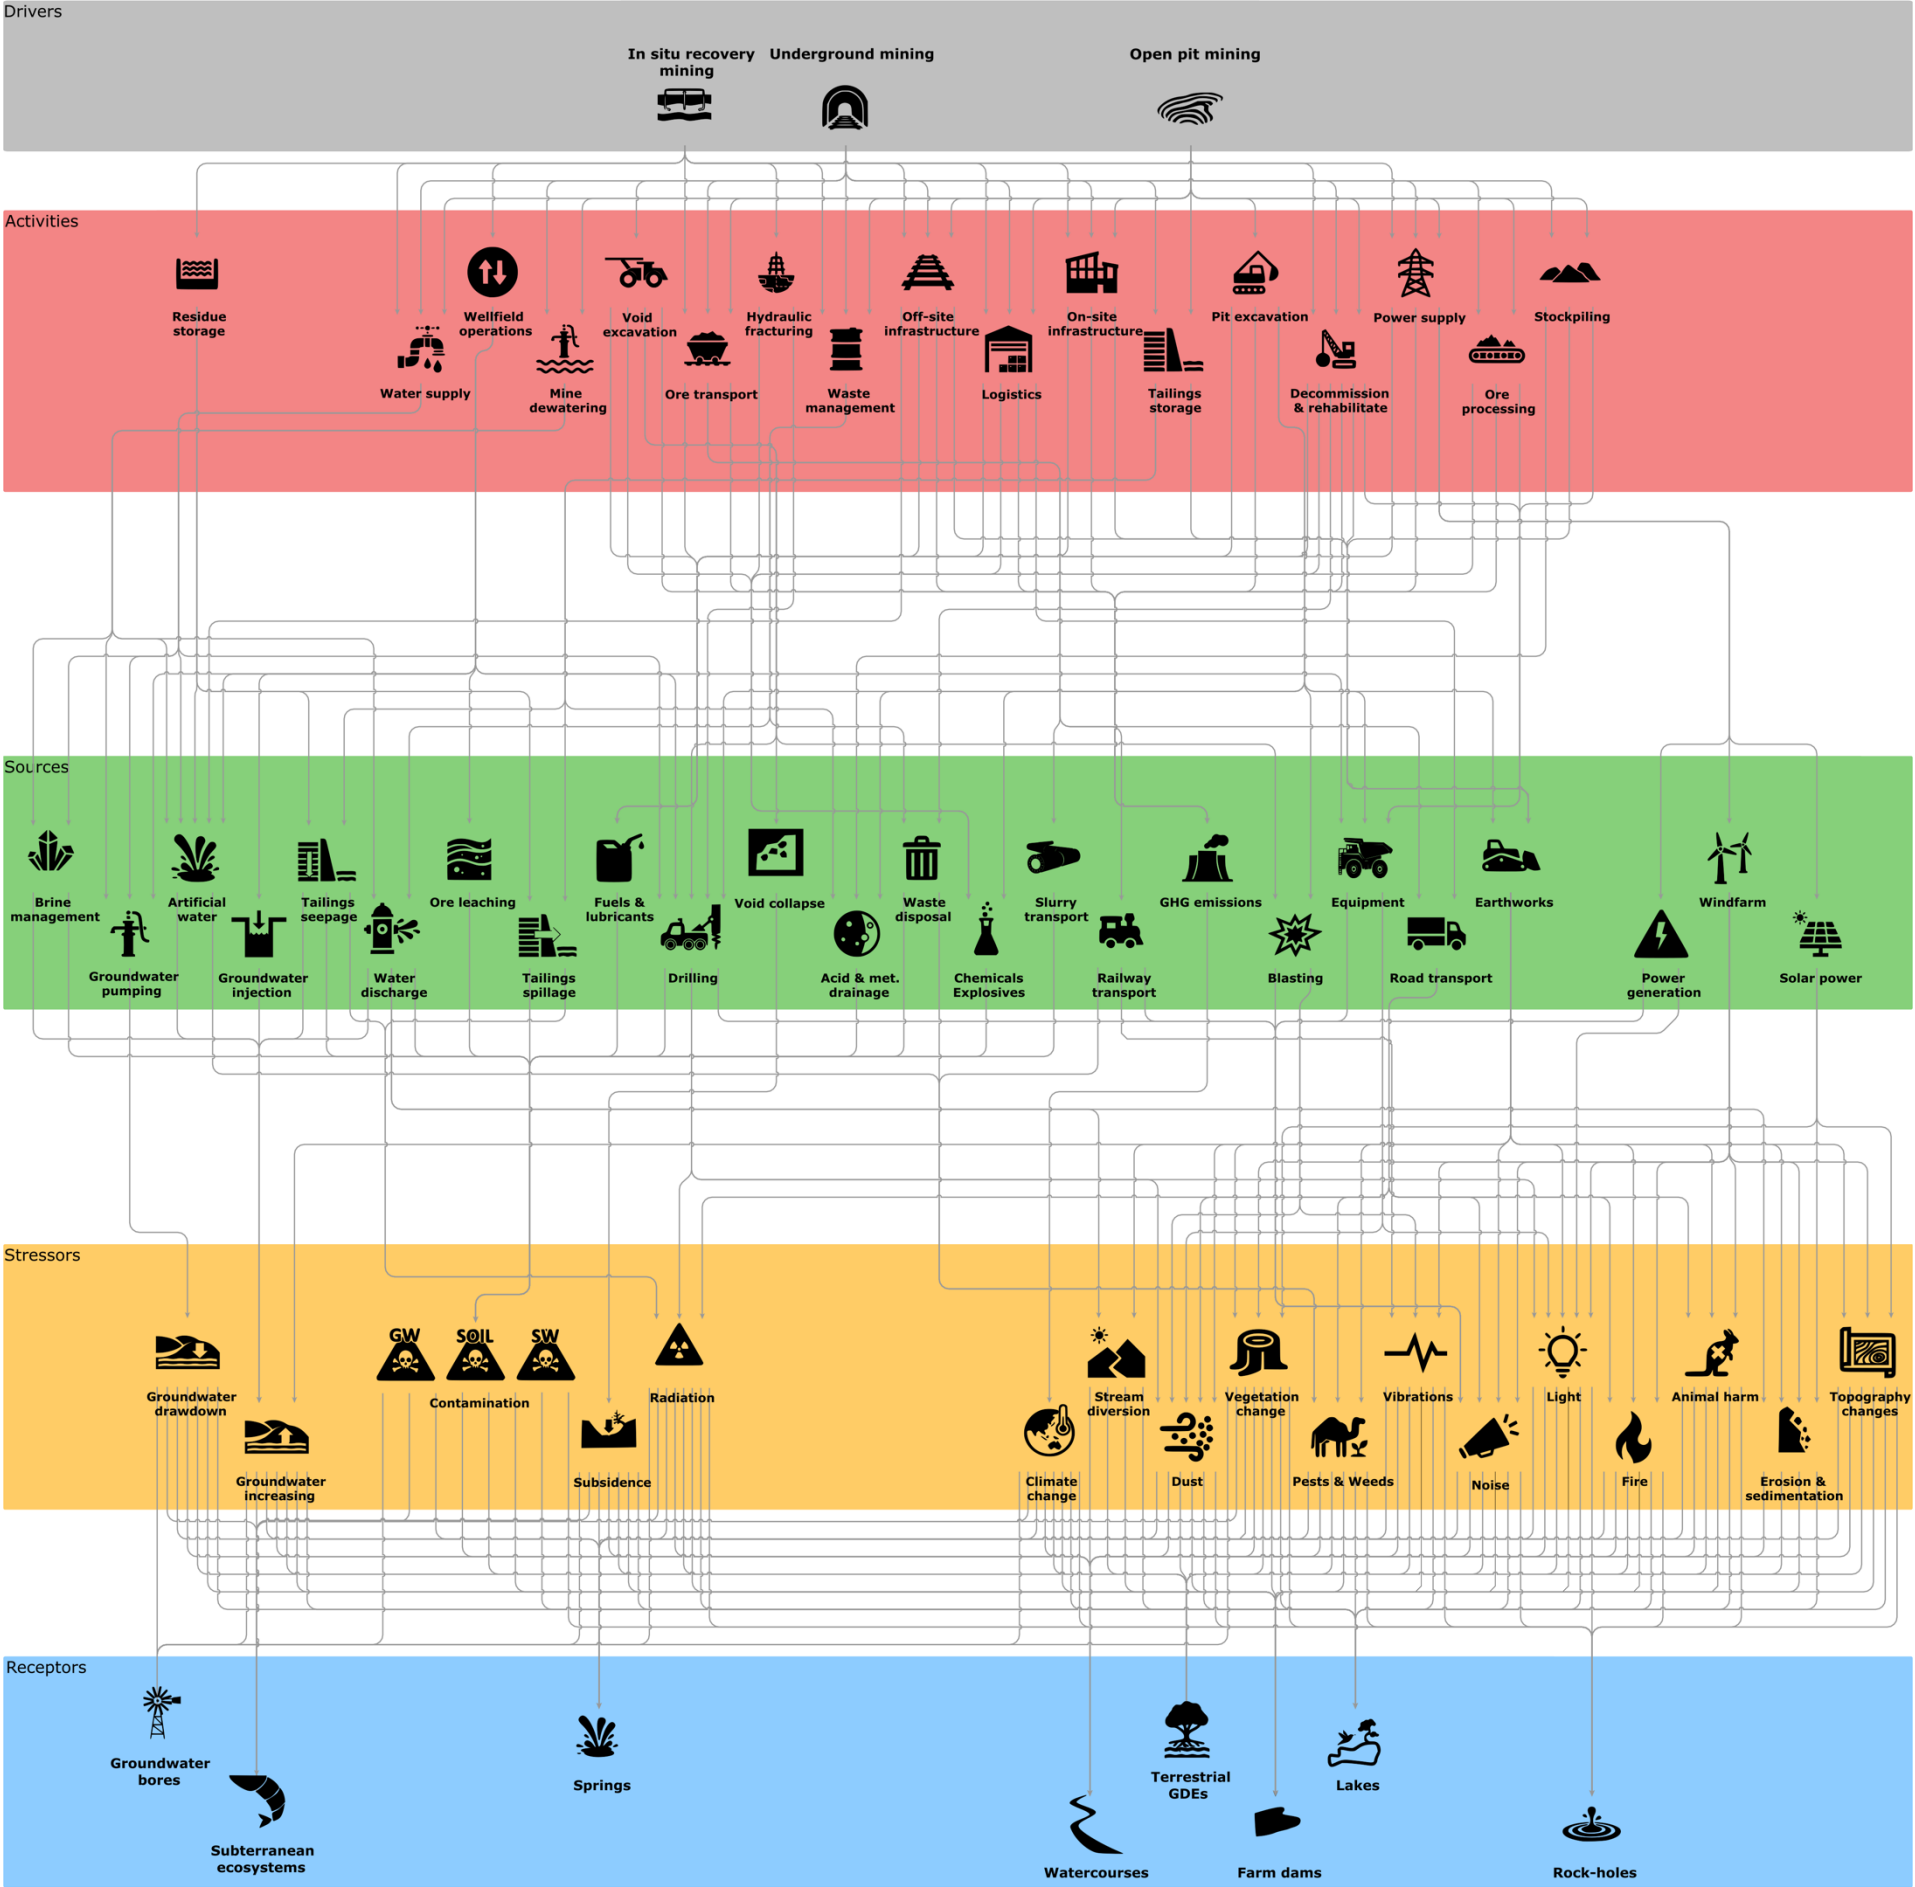 Drivers
In situ recovery
mining
Underground mining
Open pit mining
Activities
Residue
storage
Wellfield
operations
Void
excavation
Hydraulic
fracturing
Off-site
infrastructure
On-site
infrastructure
Pit excavation
Power supply
Stockpiling
Water supply
Mine
dewatering
Ore transport
Waste
management
Logistics
Tailings
storage
Decommission
& rehabilitate
Ore
processing
Sources
Brine
management
Artificial
water
Tailings
seepage
Ore leaching
Fuels &
lubricants
Void collapse
Waste
disposal
Slurry
transport
GHG emissions
Equipment
Earthworks
Windfarm
Groundwater
pumping
Groundwater
injection
Water
discharge
Tailings
spillage
Drilling
Acid & met.
drainage
Chemicals
Explosives
Railway
transport
Blasting
Road transport
Power
generation
Solar power
Stressors
GW
SOIL
SW
Groundwater
drawdown
Contamination
Radiation
Stream
diversion
Vegetation
change
Vibrations
Light
Animal harm
Topography
changes
Groundwater
increasing
Subsidence
Climate
change
Dust
Pests & Weeds
Noise
Fire
Erosion &
sedimentation
Receptors
Groundwater
bores
Springs
Terrestrial
GDEs
Lakes
Subterranean
ecosystems
Watercourses
Farm dams
Rock-holes